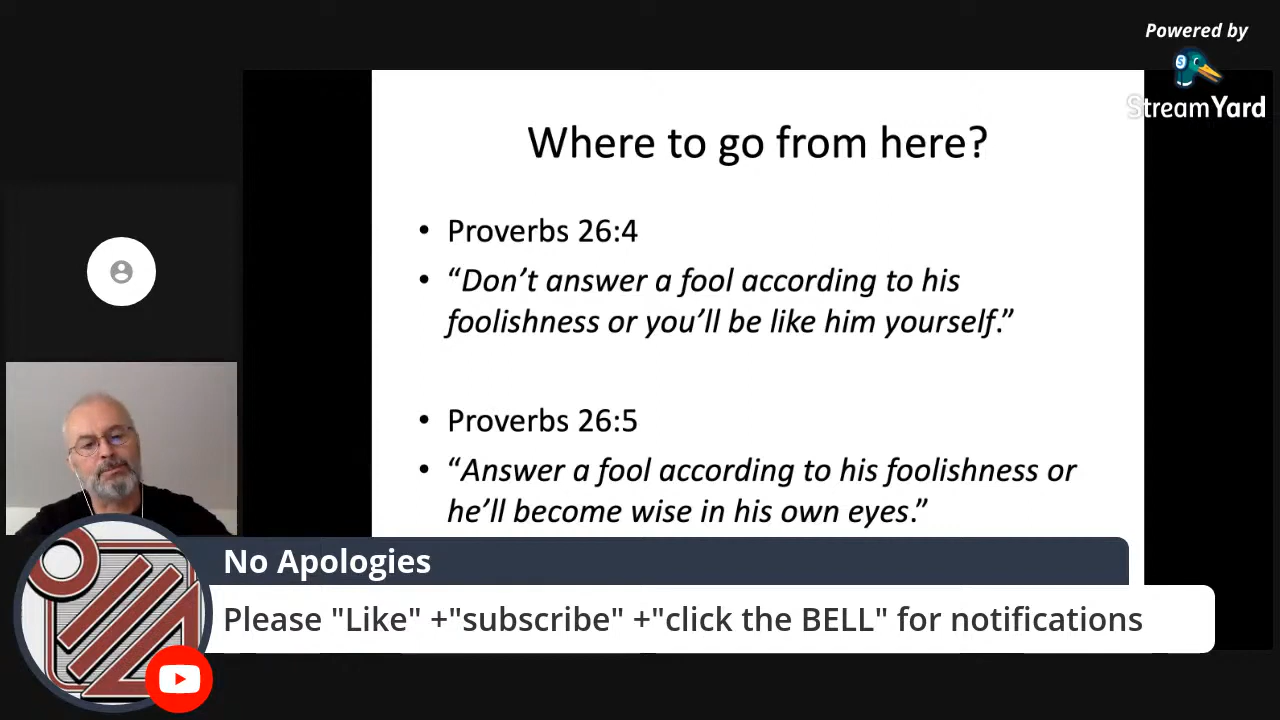 Powered by
StreamYard
Where to go from here?
• Proverbs 26:4
• “Don’t answer a fool according to his
foolishness or you’ll be like him yourself.”
• Proverbs 26:5
• “Answer a fool according to his foolishness or
he’ll become wise in his own eyes.”
No Apologies
Please "Like" +"subscribe" +"click the BELL" for notifications